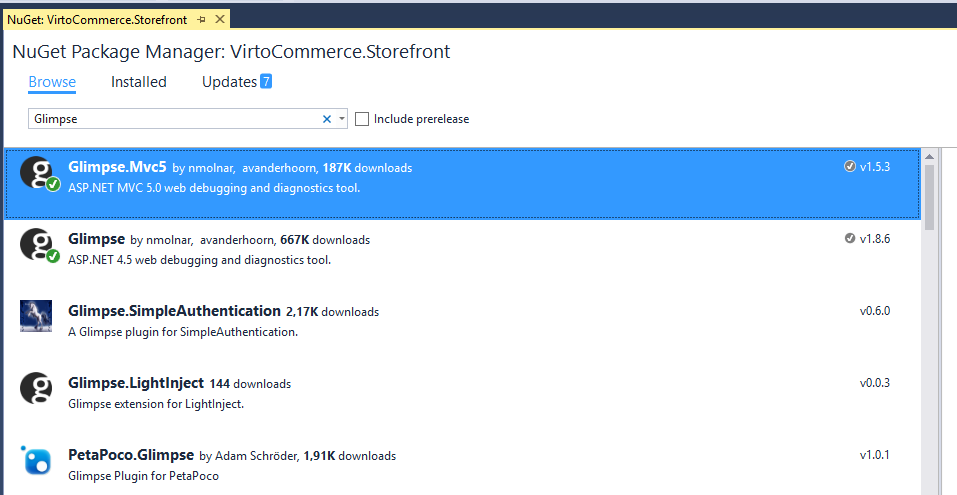 NuGet: VirtoCommerce.Storefront
NuGet Package Manager: VirtoCommerce.Storefront
Browse Installed Updates 7
Glimpse Include prerelease
Glimpse.Mvc5 by nmolnar, avanderhoorn, 187K downloads v1.5.3
ASP.NET MVC 5.0 web debugging and diagnostics tool.
Glimpse by nmolnar, avanderhoorn, 667K downloads v1.8.6
ASP.NET 4.5 web debugging and diagnostics tool.
Glimpse.SimpleAuthentication 2,17K downloads v0.6.0
A Glimpse plugin for SimpleAuthentication.
Glimpse.LightInject 144 downloads v0.0.3
Glimpse extension for LightInject.
PetaPoco.Glimpse by Adam Schröder, 1,91K downloads v1.0.1
Glimpse Plugin for PetaPoco